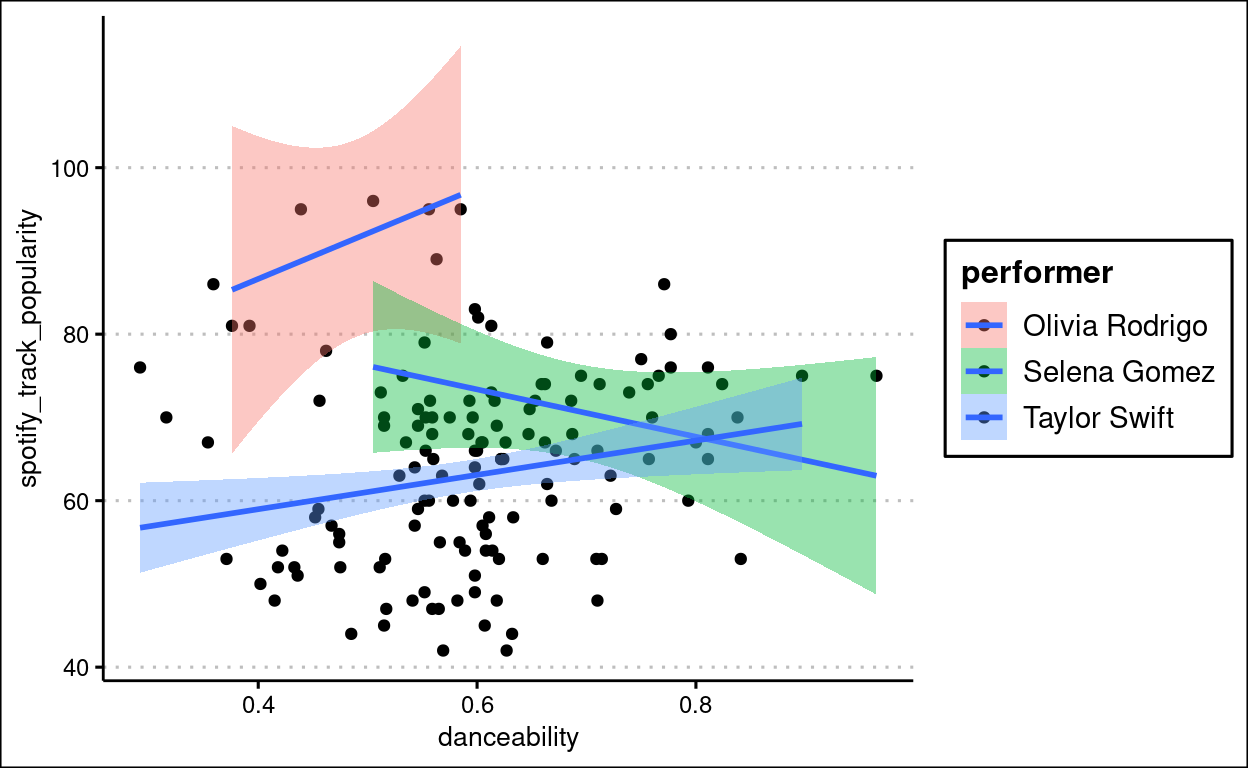 100
80
60
40
0.4 0.6 0.8
danceability
spotify_track_popularity
performer
Olivia Rodrigo
Selena Gomez
Taylor Swift